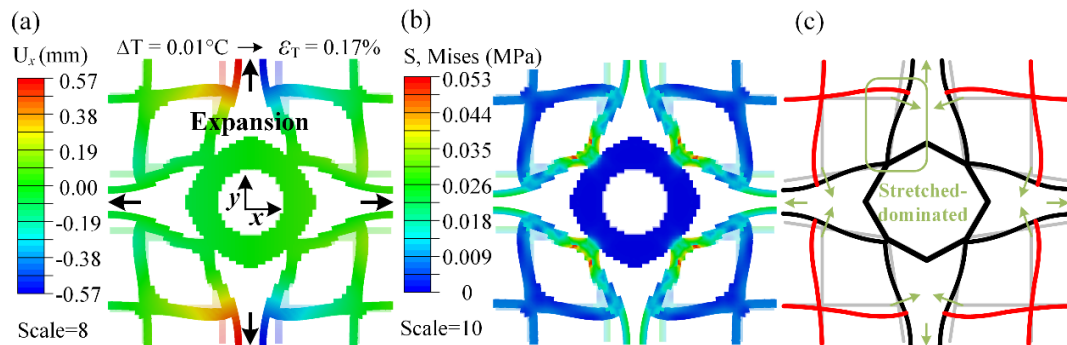 (a)
U_x (mm)
ΔT = 0.01°C → ε_T = 0.17%
0.57
0.38
0.19
0.00
-0.19
-0.38
-0.57
Scale=8
Expansion
y
x
(b)
S, Mises (MPa)
0.053
0.044
0.035
0.026
0.018
0.009
0
Scale=10
(c)
Stretched-
dominated